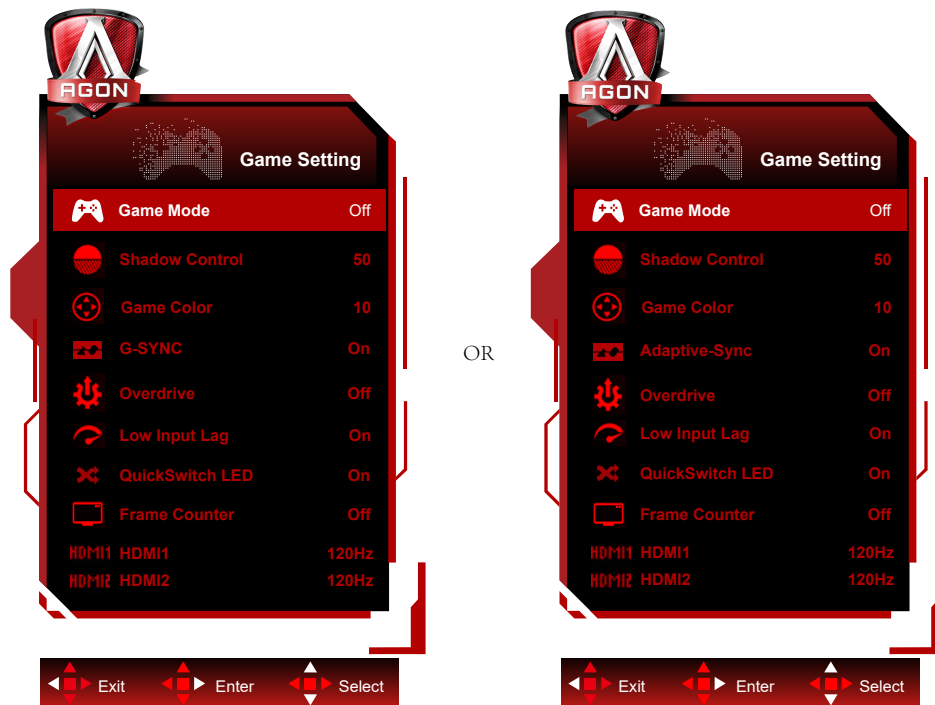 AGON
Game Setting
Game Mode Off
Shadow Control 50
Game Color 10
G-SYNC On
Overdrive Off
Low Input Lag On
QuickSwitch LED On
Frame Counter Off
HDMI1 HDMI1 120Hz
HDMI2 HDMI2 120Hz
Exit Enter Select
OR
AGON
Game Setting
Game Mode Off
Shadow Control 50
Game Color 10
Adaptive-Sync On
Overdrive Off
Low Input Lag On
QuickSwitch LED On
Frame Counter Off
HDMI1 HDMI1 120Hz
HDMI2 HDMI2 120Hz
Exit Enter Select